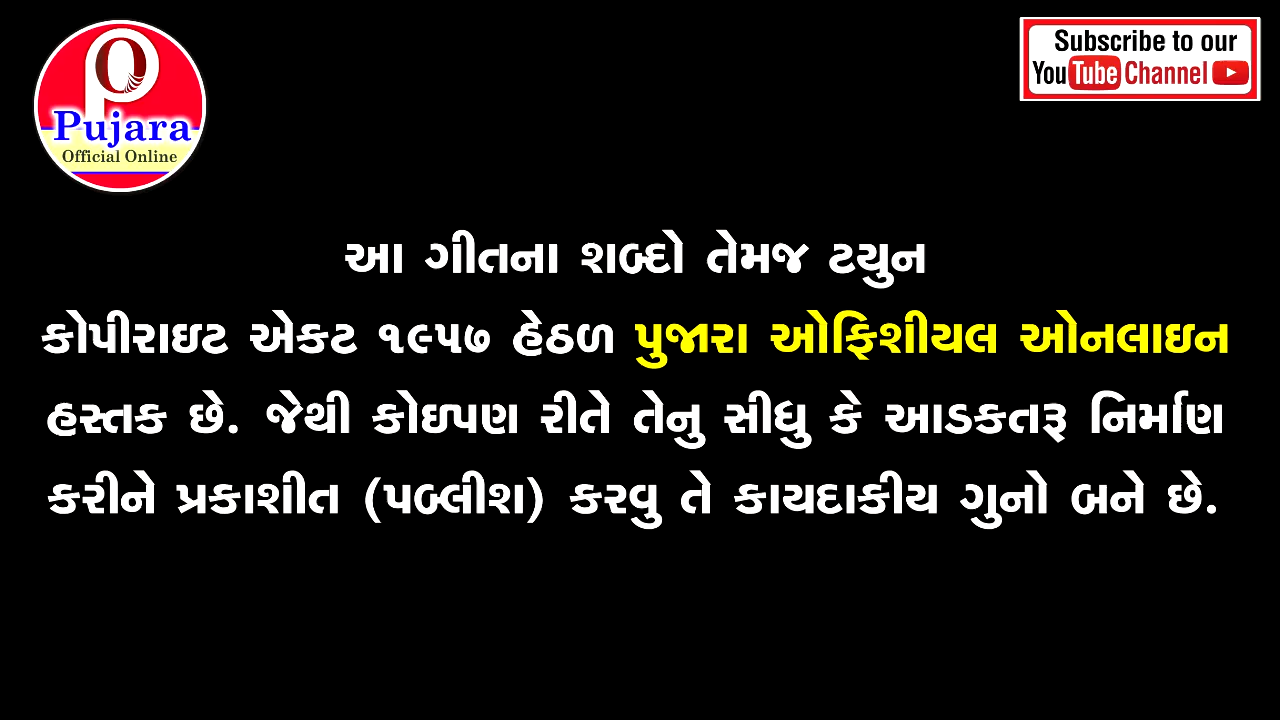 Pujara
Official Online
Subscribe to our
YouTube Channel
આ ગીતના શબ્દો તેમજ ટયુન
કોપીરાઇટ એકટ ૧૯૫૭ હેઠળ પુજારા ઓફિશીયલ ઓનલાઇન
હસ્તક છે. જેથી કોઇપણ રીતે તેનુ સીધુ કે આડકતરૂ નિર્માણ
કરીને પ્રકાશીત (પબ્લીશ) કરવુ તે કાયદાકીય ગુનો બને છે.